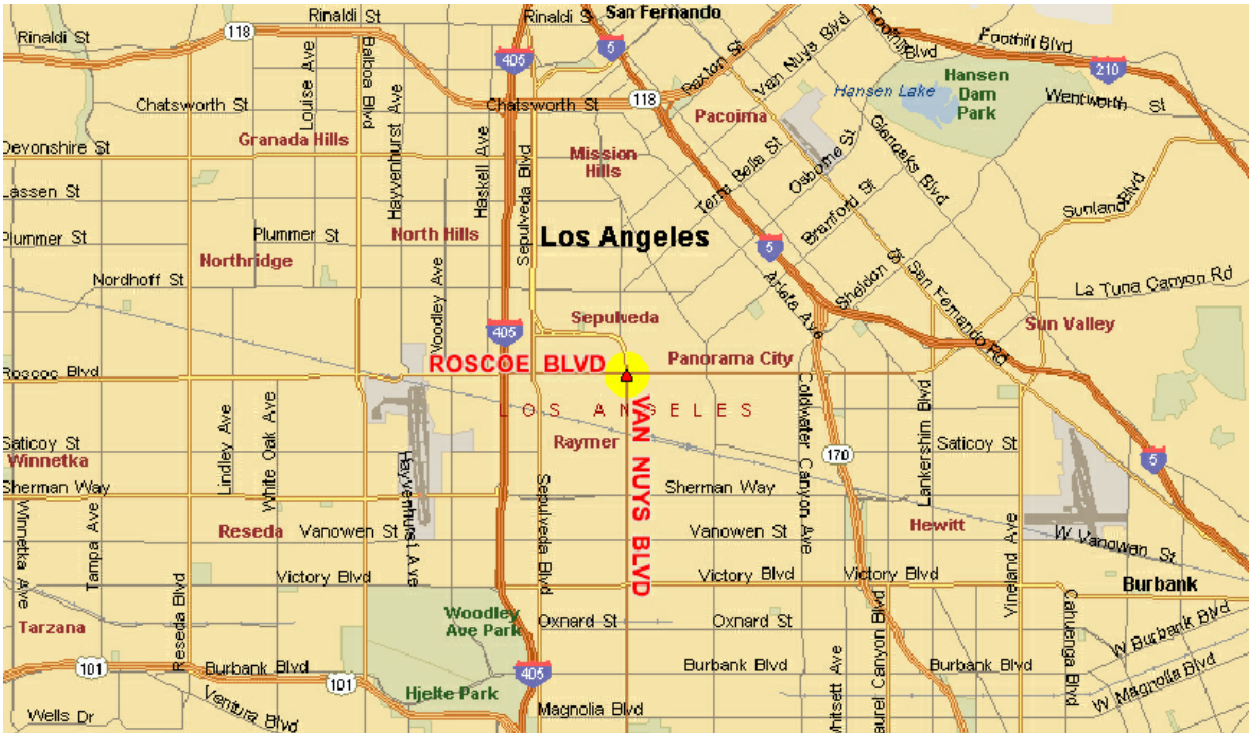 Rinaldi St
Rinaldi St
San Fernando
Rinaldi St
118
405
5
Foothill Blvd
Foothill Blvd
210
Paxton St
Van Nuys Blvd
Hansen
Dam
Park
Hansen Lake
Wentworth St
Louise Ave
Balboa Blvd
Chatsworth St
Chatsworth St
118
Pacoima
Granada Hills
Hayvenhurst Ave
Haskell Ave
Sepulveda Blvd
Mission
Hills
Devonshire St
Terra Bella St
Osborne St
Glenoaks Blvd
Lassen St
Branford St
Sunland Blvd
Plummer St
Plummer St
North Hills
Los Angeles
5
Northridge
Nordhoff St
Woodley Ave
Arleta Ave
Sheldon St
San Fernando Rd
La Tuna Canyon Rd
Sepulveda
Sun Valley
405
ROSCOE BLVD
Panorama City
Roscoe Blvd
LOS ANGELES
VAN NUYS BLVD
Lindley Ave
White Oak Ave
Coldwater Canyon Ave
Lankershim Blvd
Saticoy St
Raymer
170
Saticoy St
5
Winnetka
Sherman Way
Hayvenhurst Ave
Sepulveda Blvd
Sherman Way
Winnetka Ave
Tampa Ave
Reseda
Vanowen St
Vanowen St
Hewitt
Vineland Ave
W Vanowen St
Victory Blvd
Victory Blvd
Victory Blvd
Burbank
Reseda Blvd
Woodley
Ave Park
Oxnard St
Oxnard St
Laurel Canyon Blvd
Cahuenga Blvd
W Burbank Blvd
Tarzana
101
Burbank Blvd
101
405
Burbank Blvd
Whitsett Ave
Burbank Blvd
W Magnolia Blvd
Ventura Blvd
Hjelte Park
Wells Dr
Magnolia Blvd